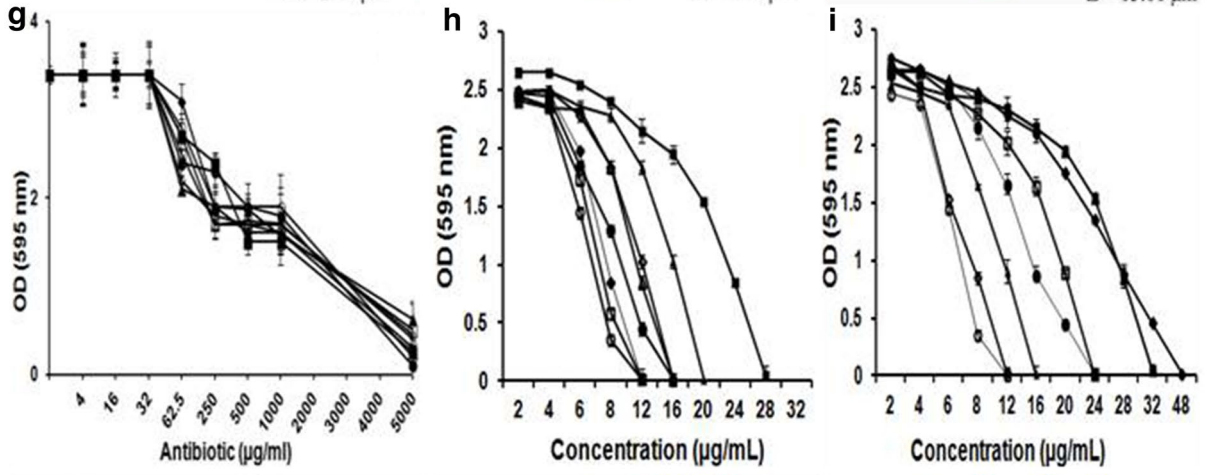 g
4
2
0
OD (595 nm)
4 16 32 62.5 250 500 1000 2000 3000 4000 5000
Antibiotic (µg/ml)
h
3
2.5
2
1.5
1
0.5
0
OD (595 nm)
2 4 6 8 12 16 20 24 28 32
Concentration (µg/mL)
i
3
2.5
2
1.5
1
0.5
0
OD (595 nm)
2 4 6 8 12 16 20 24 28 32 48
Concentration (µg/mL)